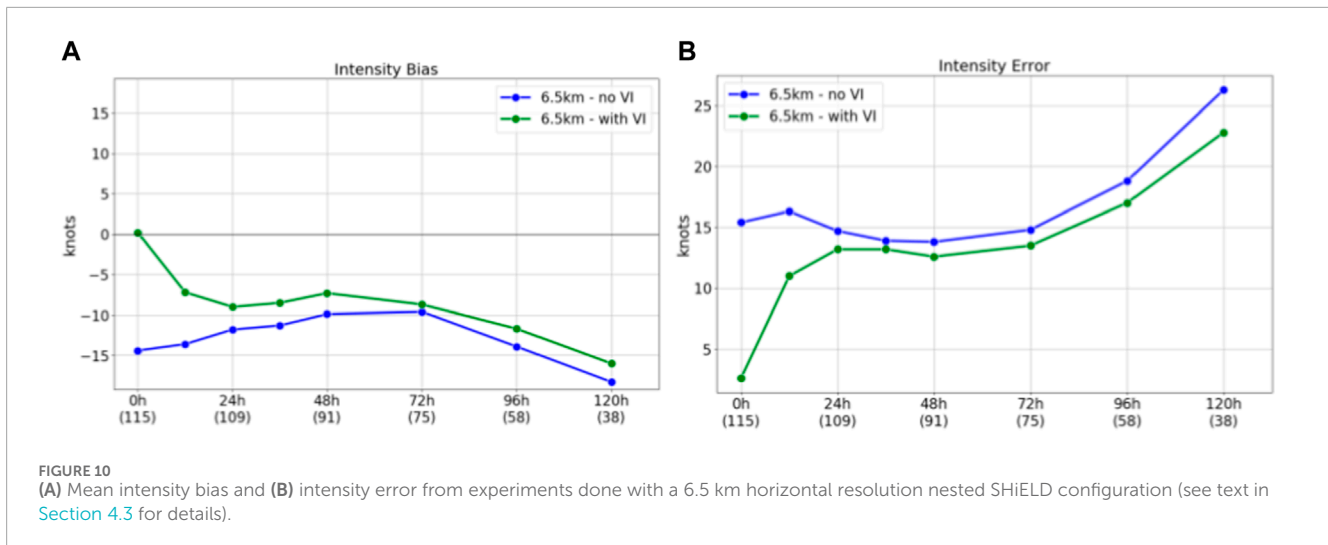 A
Intensity Bias
6.5km - no VI
6.5km - with VI
knots
15
10
5
0
−5
−10
−15
0h 24h 48h 72h 96h 120h
(115) (109) (91) (75) (58) (38)
B
Intensity Error
6.5km - no VI
6.5km - with VI
knots
25
20
15
10
5
0h 24h 48h 72h 96h 120h
(115) (109) (91) (75) (58) (38)
FIGURE 10
(A) Mean intensity bias and (B) intensity error from experiments done with a 6.5 km horizontal resolution nested SHiELD configuration (see text in
Section 4.3 for details).